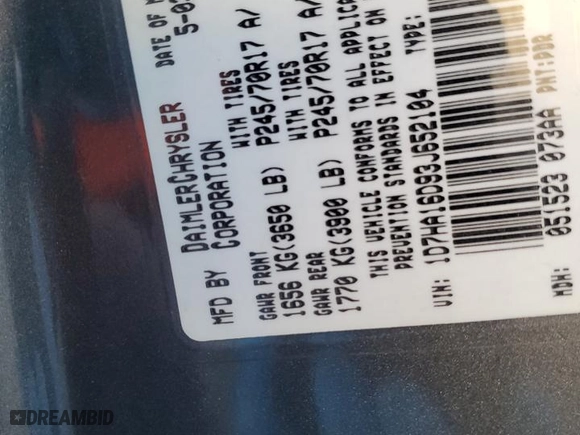 MFD BY DAIMLERCHRYSLER CORPORATION
DATE OF M
5-0
GAWR FRONT WITH TIRES
1656 KG(3650 LB) P245/70R17 A/
GAWR REAR WITH TIRES
1770 KG(3900 LB) P245/70R17 A/
THIS VEHICLE CONFORMS TO ALL APPLICA
PREVENTION STANDARDS IN EFFECT ON
VIN: 1D7HA16D93J652104 TYPE:
MDH: 051523 073AA PNT:PDR
DREAMBID